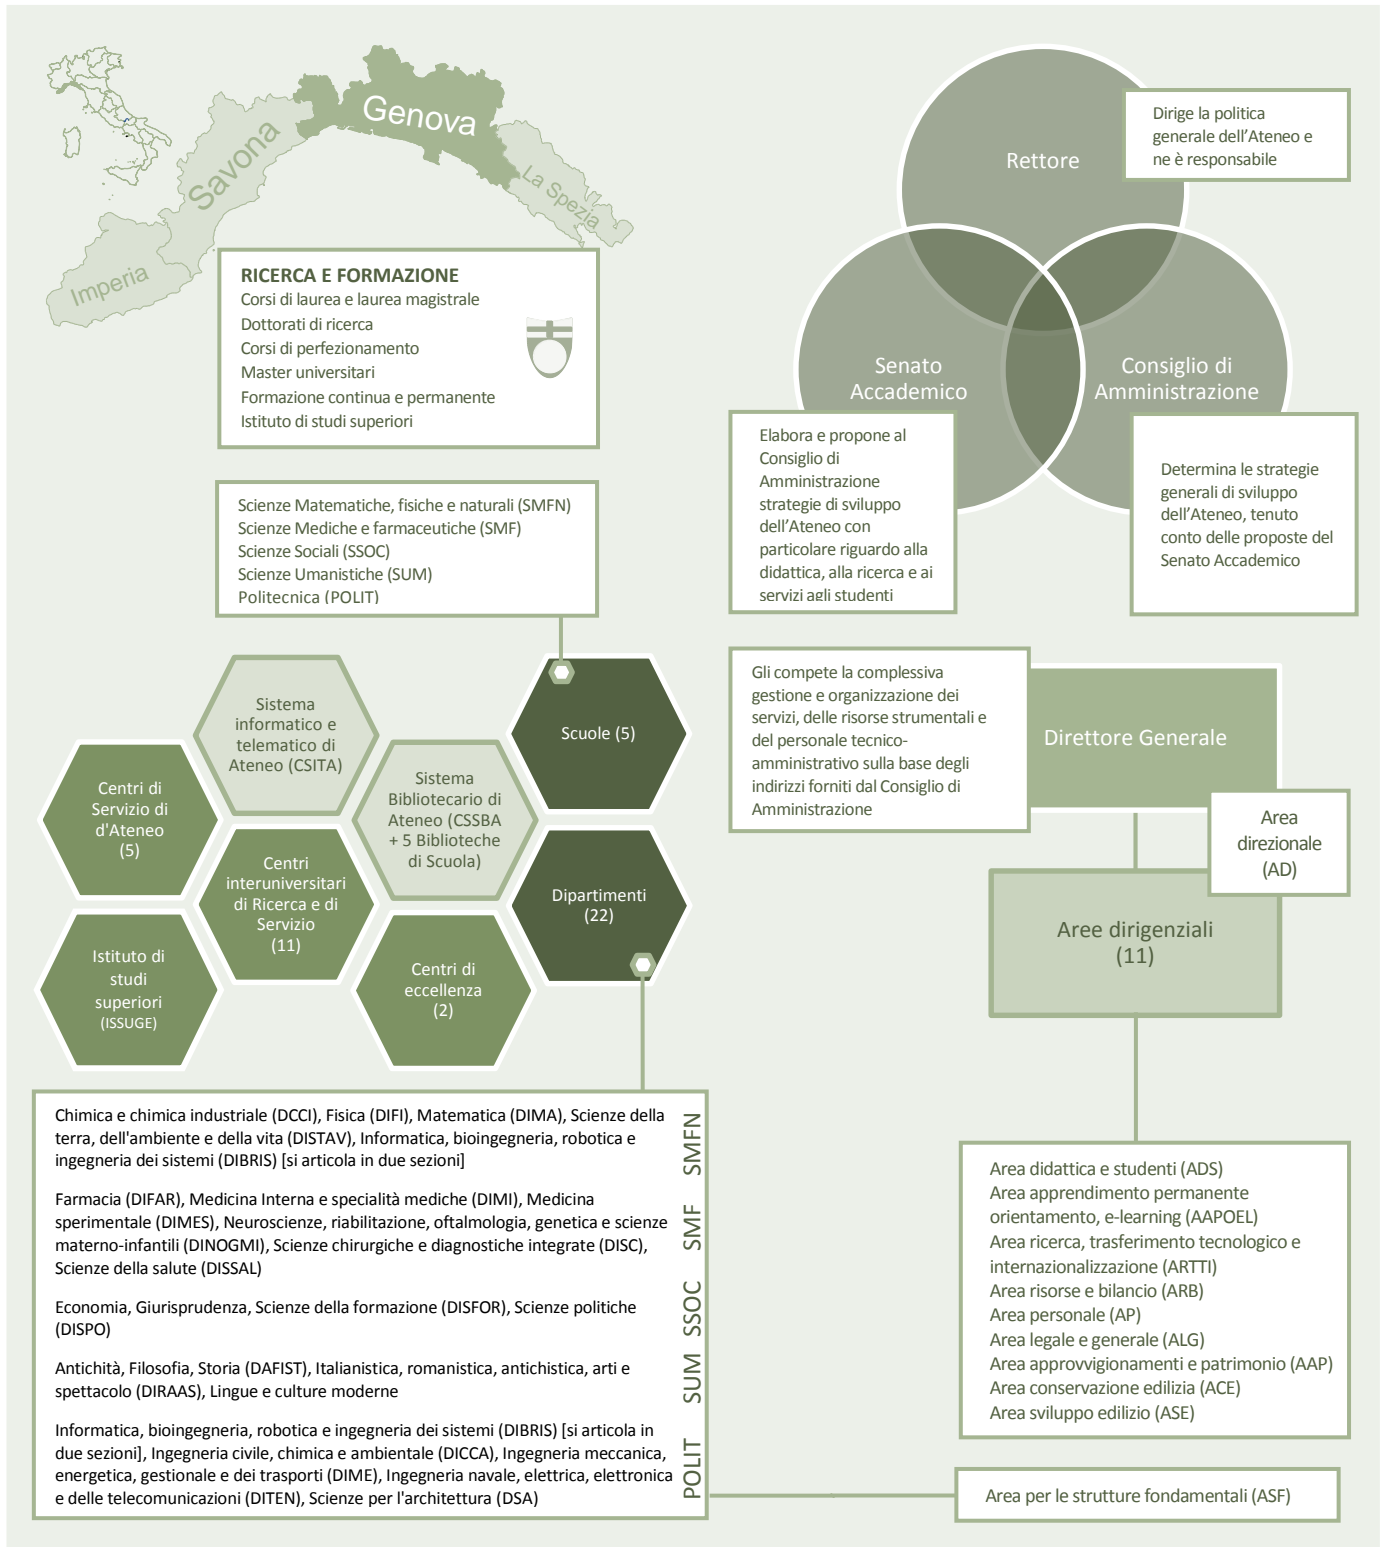 Genova
Savona
La Spezia
Imperia
RICERCA E FORMAZIONE
Corsi di laurea e laurea magistrale
Dottorati di ricerca
Corsi di perfezionamento
Master universitari
Formazione continua e permanente
Istituto di studi superiori
Rettore
Dirige la politica
generale dell’Ateneo e
ne è responsabile
Senato
Accademico
Consiglio di
Amministrazione
Elabora e propone al
Consiglio di
Amministrazione
strategie di sviluppo
dell’Ateneo con
particolare riguardo alla
didattica, alla ricerca e ai
servizi agli studenti
Determina le strategie
generali di sviluppo
dell’Ateneo, tenuto
conto delle proposte del
Senato Accademico
Scienze Matematiche, fisiche e naturali (SMFN)
Scienze Mediche e farmaceutiche (SMF)
Scienze Sociali (SSOC)
Scienze Umanistiche (SUM)
Politecnica (POLIT)
Sistema
informatico e
telematico di
Ateneo (CSITA)
Scuole (5)
Centri di
Servizio di
d'Ateneo
(5)
Sistema
Bibliotecario di
Ateneo (CSSBA
+ 5 Biblioteche
di Scuola)
Centri
interuniversitari
di Ricerca e di
Servizio
(11)
Dipartimenti
(22)
Istituto di
studi
superiori
(ISSUGE)
Centri di
eccellenza
(2)
Gli compete la complessiva
gestione e organizzazione dei
servizi, delle risorse strumentali e
del personale tecnico-
amministrativo sulla base degli
indirizzi forniti dal Consiglio di
Amministrazione
Direttore Generale
Area
direzionale
(AD)
Aree dirigenziali
(11)
Chimica e chimica industriale (DCCI), Fisica (DIFI), Matematica (DIMA), Scienze della
terra, dell'ambiente e della vita (DISTAV), Informatica, bioingegneria, robotica e
ingegneria dei sistemi (DIBRIS) [si articola in due sezioni]
SMFN
Farmacia (DIFAR), Medicina Interna e specialità mediche (DIMI), Medicina
sperimentale (DIMES), Neuroscienze, riabilitazione, oftalmologia, genetica e scienze
materno-infantili (DINOGMI), Scienze chirurgiche e diagnostiche integrate (DISC),
Scienze della salute (DISSAL)
SMF
Economia, Giurisprudenza, Scienze della formazione (DISFOR), Scienze politiche
(DISPO)
SSOC
Antichità, Filosofia, Storia (DAFIST), Italianistica, romanistica, antichistica, arti e
spettacolo (DIRAAS), Lingue e culture moderne
SUM
Informatica, bioingegneria, robotica e ingegneria dei sistemi (DIBRIS) [si articola in
due sezioni], Ingegneria civile, chimica e ambientale (DICCA), Ingegneria meccanica,
energetica, gestionale e dei trasporti (DIME), Ingegneria navale, elettrica, elettronica
e delle telecomunicazioni (DITEN), Scienze per l'architettura (DSA)
POLIT
Area didattica e studenti (ADS)
Area apprendimento permanente
orientamento, e-learning (AAPOEL)
Area ricerca, trasferimento tecnologico e
internazionalizzazione (ARTTI)
Area risorse e bilancio (ARB)
Area personale (AP)
Area legale e generale (ALG)
Area approvvigionamenti e patrimonio (AAP)
Area conservazione edilizia (ACE)
Area sviluppo edilizio (ASE)
Area per le strutture fondamentali (ASF)